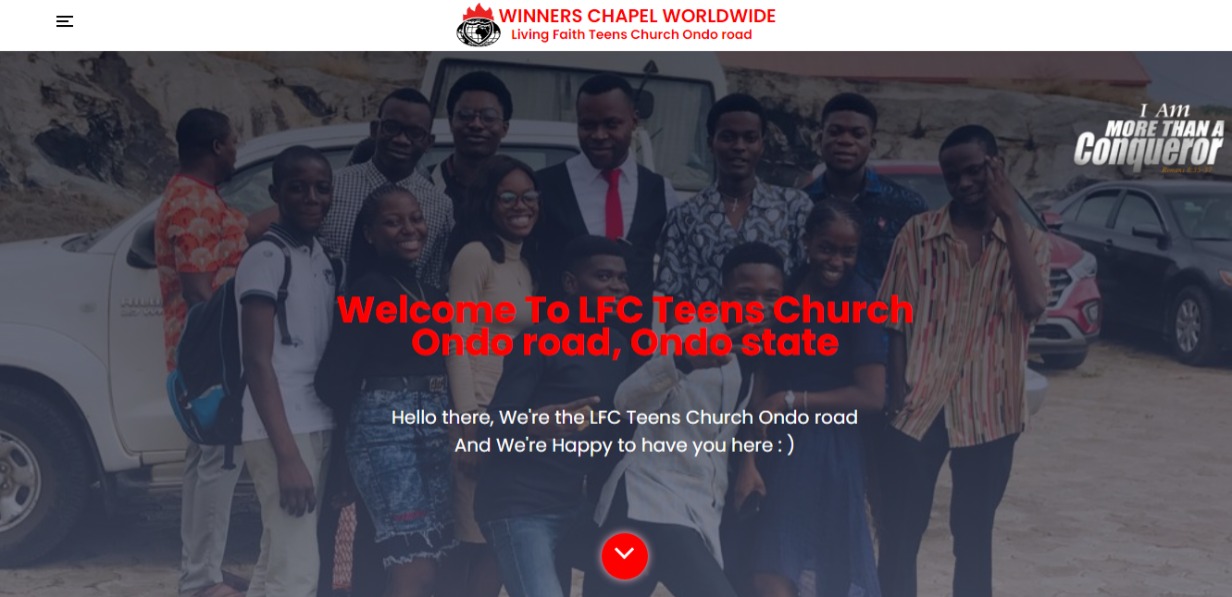 WINNERS CHAPEL WORLDWIDE
Living Faith Teens Church Ondo road
I Am
MORE THAN A
Conqueror
Welcome To LFC Teens Church
Ondo road, Ondo state
Hello there, We're the LFC Teens Church Ondo road
And We're Happy to have you here : )